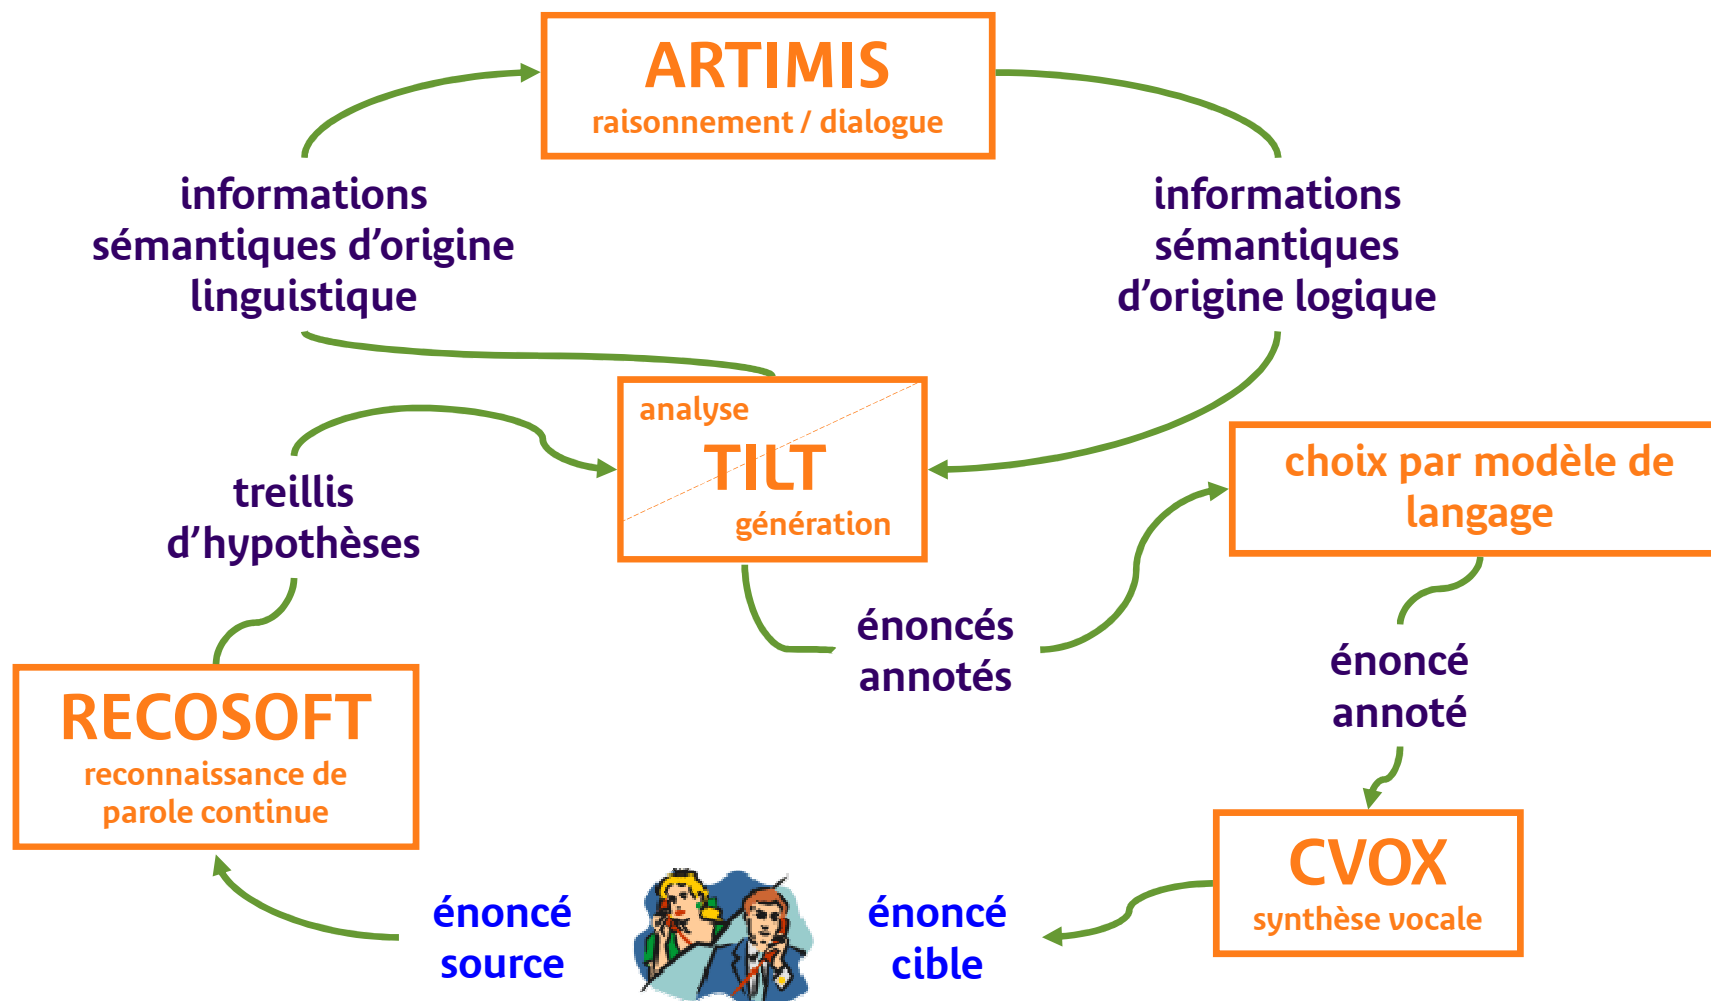 ARTIMIS
raisonnement / dialogue
informations
sémantiques d’origine
linguistique
informations
sémantiques
d’origine logique
analyse
TILT
génération
choix par modèle de
langage
treillis
d’hypothèses
énoncés
annotés
énoncé
annoté
RECOSOFT
reconnaissance de
parole continue
CVOX
synthèse vocale
énoncé
source
énoncé
cible